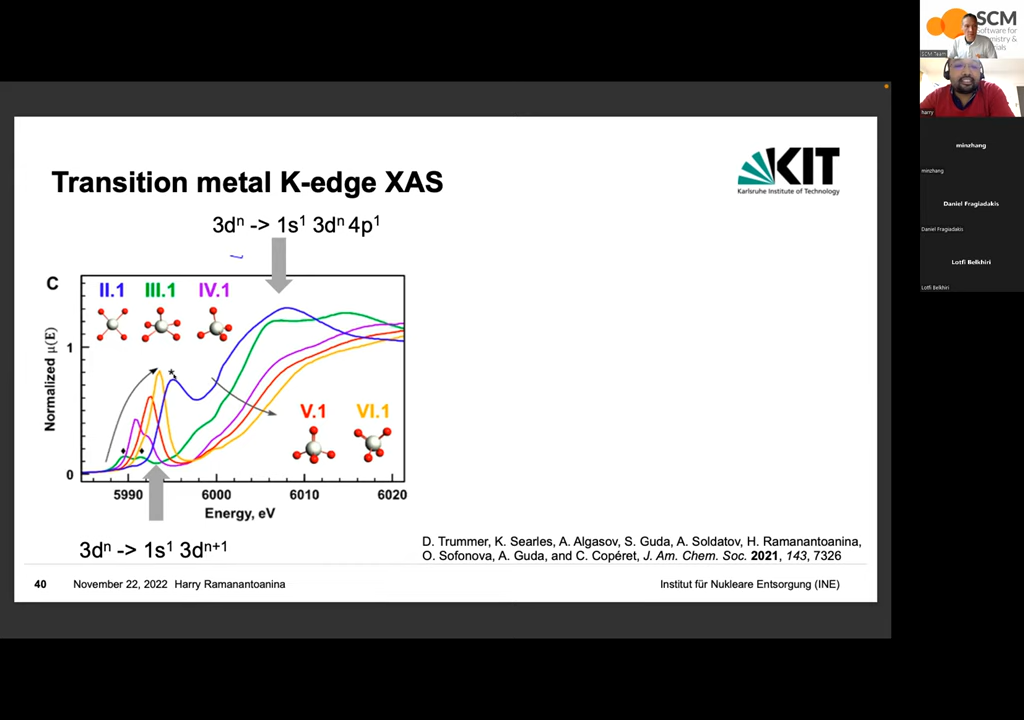 SCM
Software for
mistry &
ials
SCM Team
harry
minzhang
minzhang
Daniel Fragiadakis
Daniel Fragiadakis
Lotfi Belkhiri
Lotfi Belkhiri
Transition metal K-edge XAS
KIT
Karlsruhe Institute of Technology
3dⁿ -> 1s¹ 3dⁿ 4p¹
C
II.1 III.1 IV.1
Normalized μ(E)
1
0
*
V.1 VI.1
5990 6000 6010 6020
Energy, eV
3dⁿ -> 1s¹ 3dⁿ⁺¹
D. Trummer, K. Searles, A. Algasov, S. Guda, A. Soldatov, H. Ramanantoanina,
O. Sofonova, A. Guda, and C. Copéret, J. Am. Chem. Soc. 2021, 143, 7326
40 November 22, 2022 Harry Ramanantoanina Institut für Nukleare Entsorgung (INE)